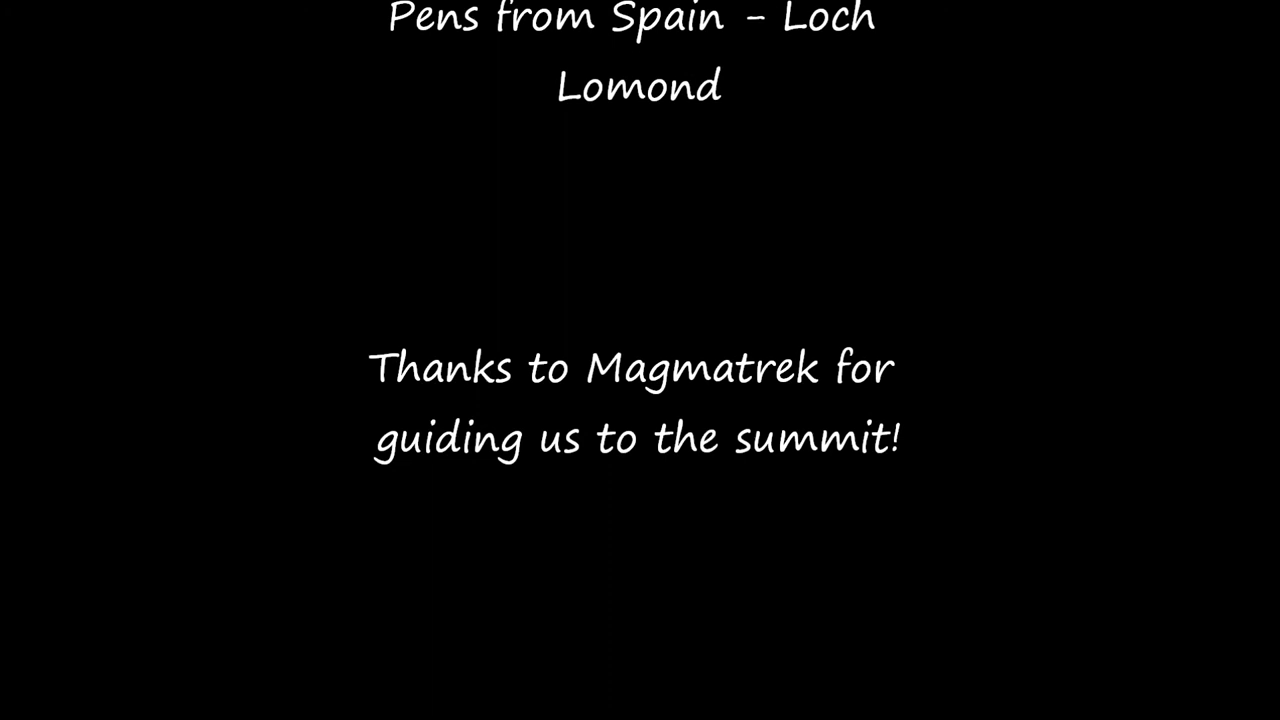 Pens from Spain - Loch
Lomond
Thanks to Magmatrek for
guiding us to the summit!